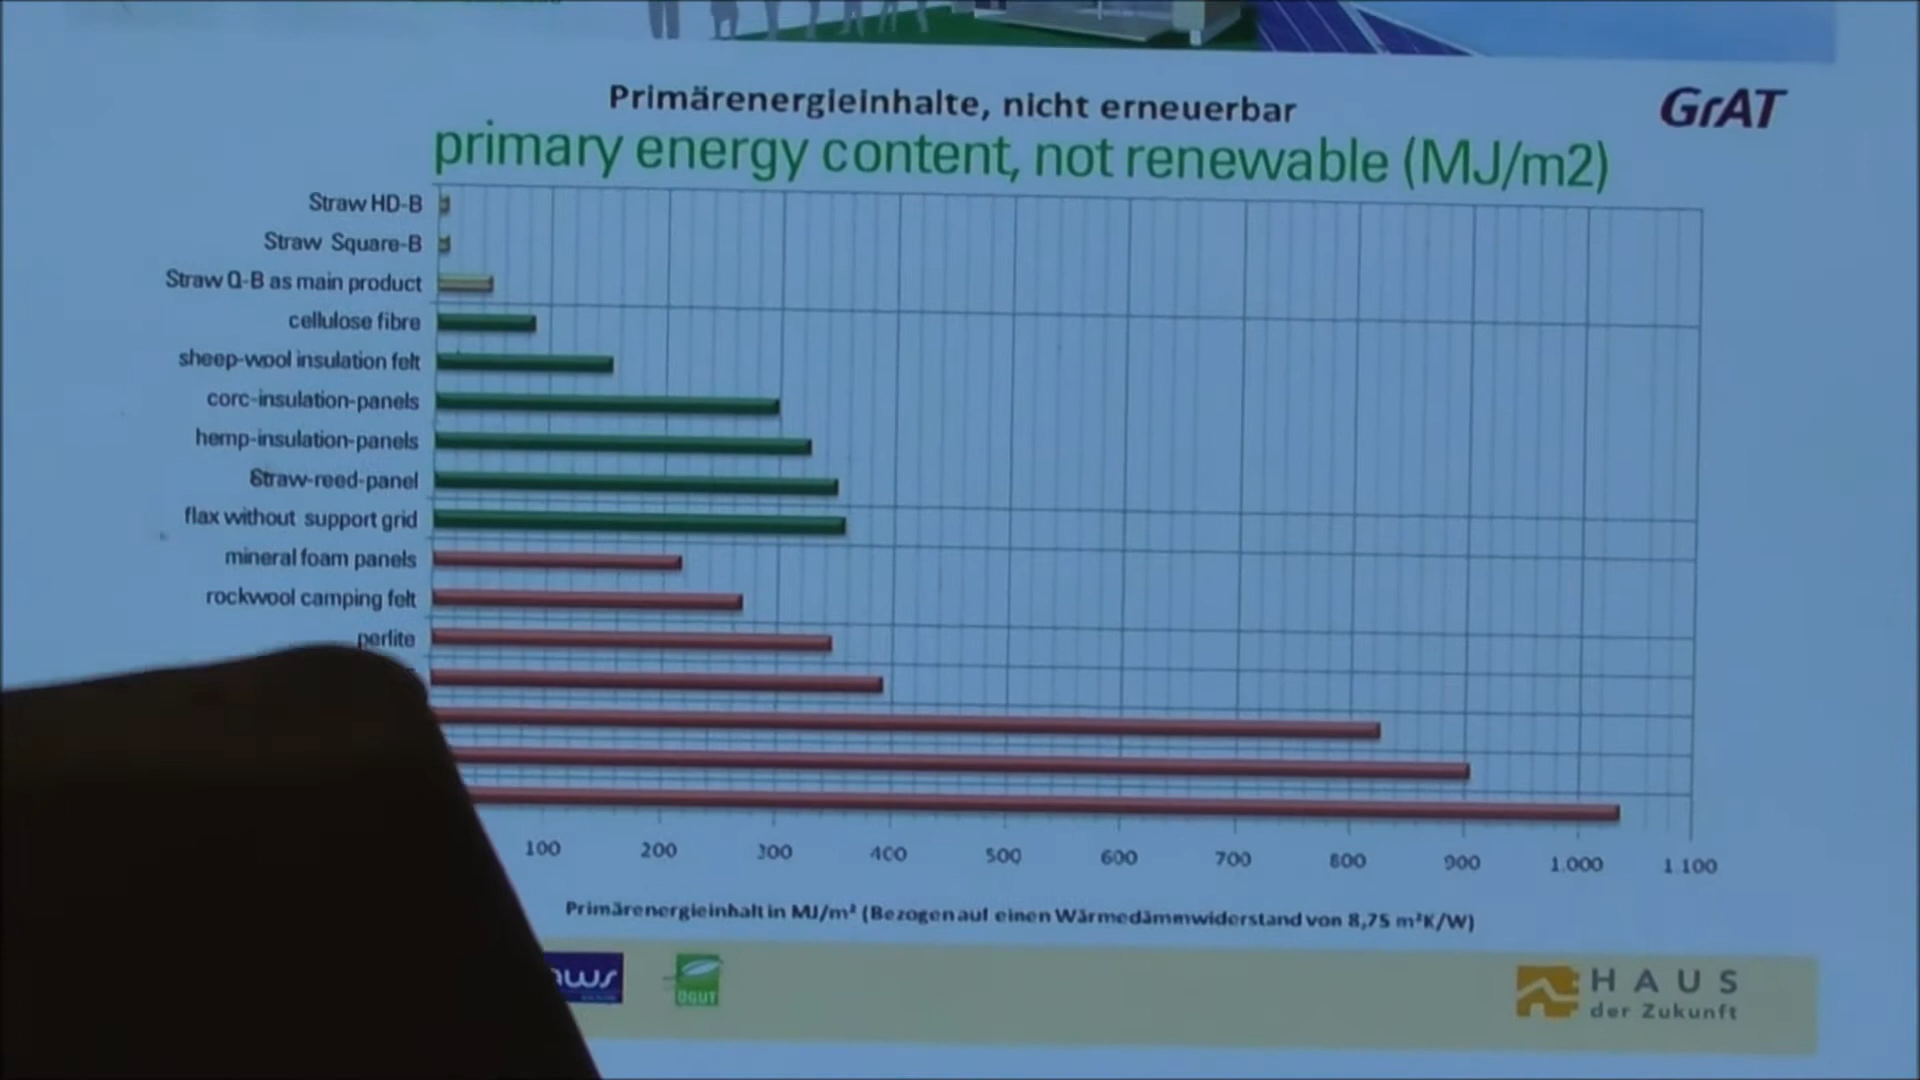 Primärenergieinhalte, nicht erneuerbar
GrAT
primary energy content, not renewable (MJ/m2)
Straw HD-B
Straw Square-B
Straw Q-B as main product
cellulose fibre
sheep-wool insulation felt
corc-insulation-panels
hemp-insulation-panels
Straw-reed-panel
flax without support grid
mineral foam panels
rockwool camping felt
perlite
100 200 300 400 500 600 700 800 900 1.000 1.100
Primärenergieinhalt in MJ/m² (Bezogen auf einen Wärmedämmwiderstand von 8,75 m²K/W)
aws
ÖGUT
HAUS
der Zukunft